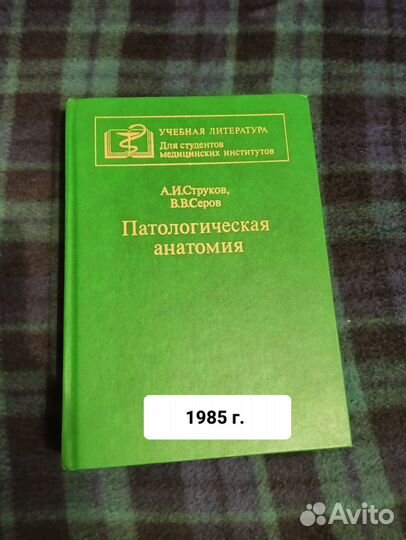 УЧЕБНАЯ ЛИТЕРАТУРА
Для студентов
медицинских институтов
А.И.Струков,
В.В.Серов
Патологическая
анатомия
1985 г.
Avito